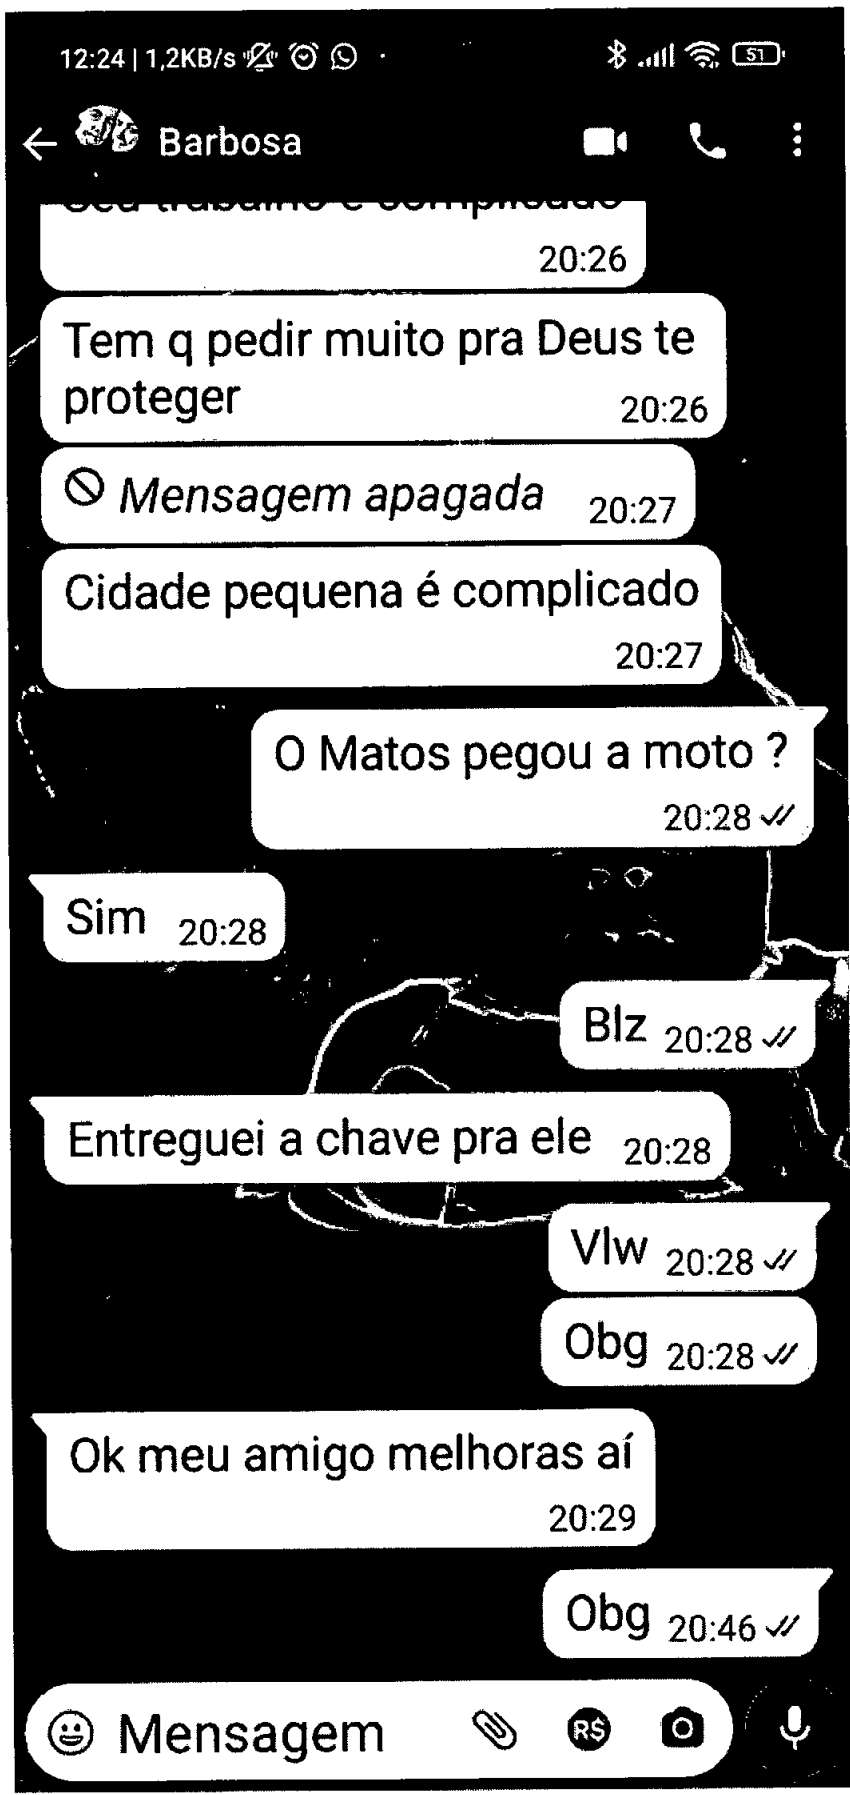 12:24 | 1,2KB/s
51
Barbosa
Seu trabalho é complicado
20:26
Tem q pedir muito pra Deus te
proteger 20:26
Mensagem apagada 20:27
Cidade pequena é complicado
20:27
O Matos pegou a moto ?
20:28
Sim 20:28
Blz 20:28
Entreguei a chave pra ele 20:28
Vlw 20:28
Obg 20:28
Ok meu amigo melhoras aí
20:29
Obg 20:46
Mensagem R$